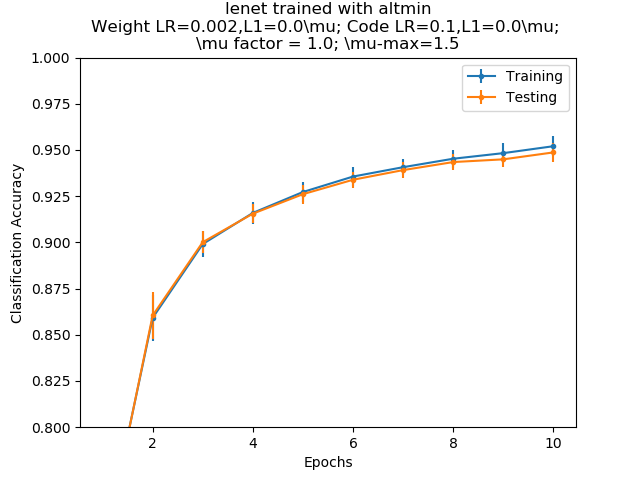 lenet trained with altmin
Weight LR=0.002,L1=0.0\mu; Code LR=0.1,L1=0.0\mu;
\mu factor = 1.0; \mu-max=1.5
1.000
0.975
0.950
0.925
0.900
0.875
0.850
0.825
0.800
Classification Accuracy
Training
Testing
2
4
6
8
10
Epochs